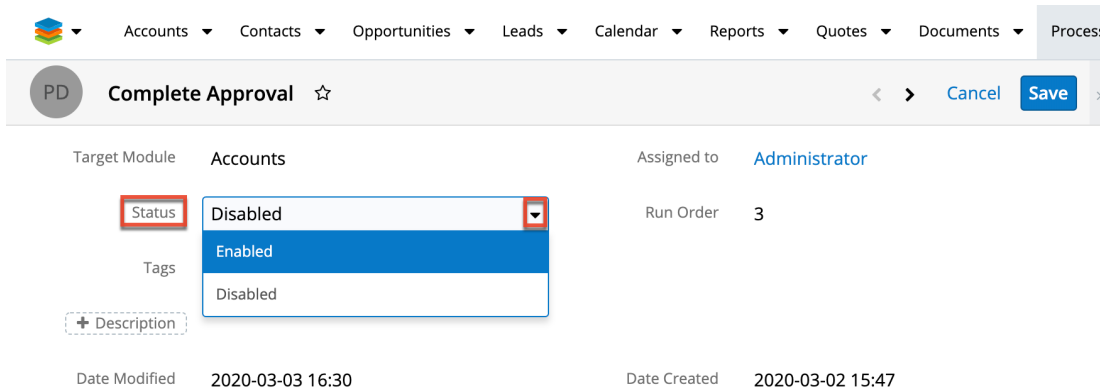 Accounts Contacts Opportunities Leads Calendar Reports Quotes Documents Process
PD Complete Approval Cancel Save
Target Module Accounts Assigned to Administrator
Status Disabled Run Order 3
Enabled
Tags
Disabled
+ Description
Date Modified 2020-03-03 16:30 Date Created 2020-03-02 15:47